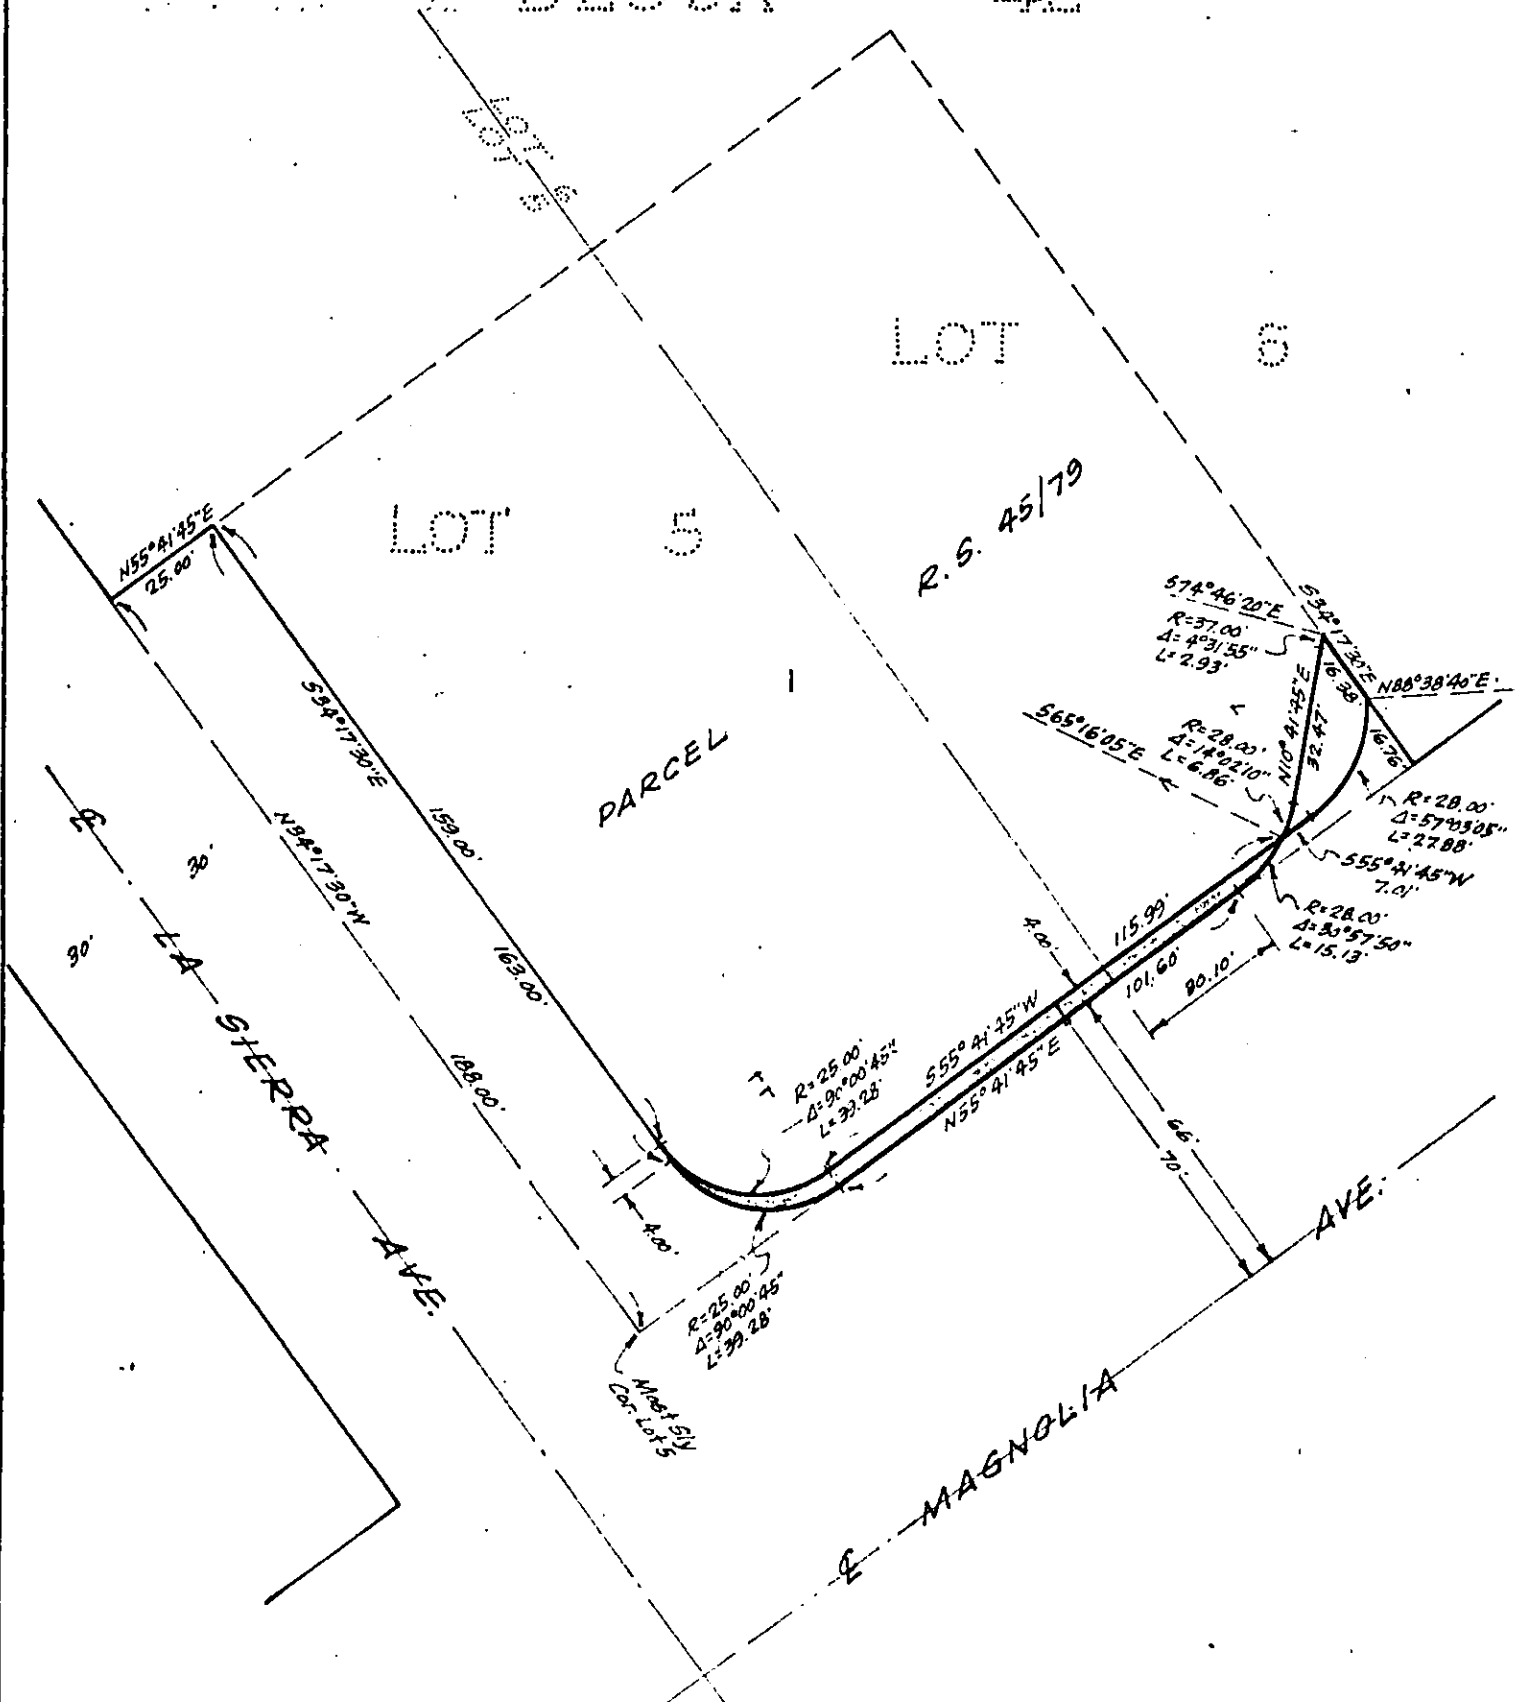 LOT 6
LOT 5
LOT 6
LOT 5
R. S. 45/79
PARCEL 1
N55°41'45"E
25.00'
S34°17'30"E
159.00'
163.00'
N34°17'30"W
188.00'
30'
30'
℄ LA SIERRA AVE.
S74°46'20"E
R=37.00'
Δ=4°31'55"
L=2.93'
S34°17'30"E
16.38'
N88°38'40"E
16.76'
N10°41'45"E
32.47'
S65°16'05"E
R=28.00'
Δ=14°02'10"
L=6.86'
R=28.00'
Δ=57°03'05"
L=27.88'
S55°41'45"W
7.01'
R=28.00'
Δ=30°57'50"
L=15.13'
4.00'
115.99'
101.60'
80.10'
S55°41'45"W
N55°41'45"E
R=25.00'
Δ=90°00'45"
L=39.28'
66'
70'
4.00'
R=25.00'
Δ=90°00'45"
L=39.28'
Most Sly
Cor. Lot 5
℄ MAGNOLIA AVE.